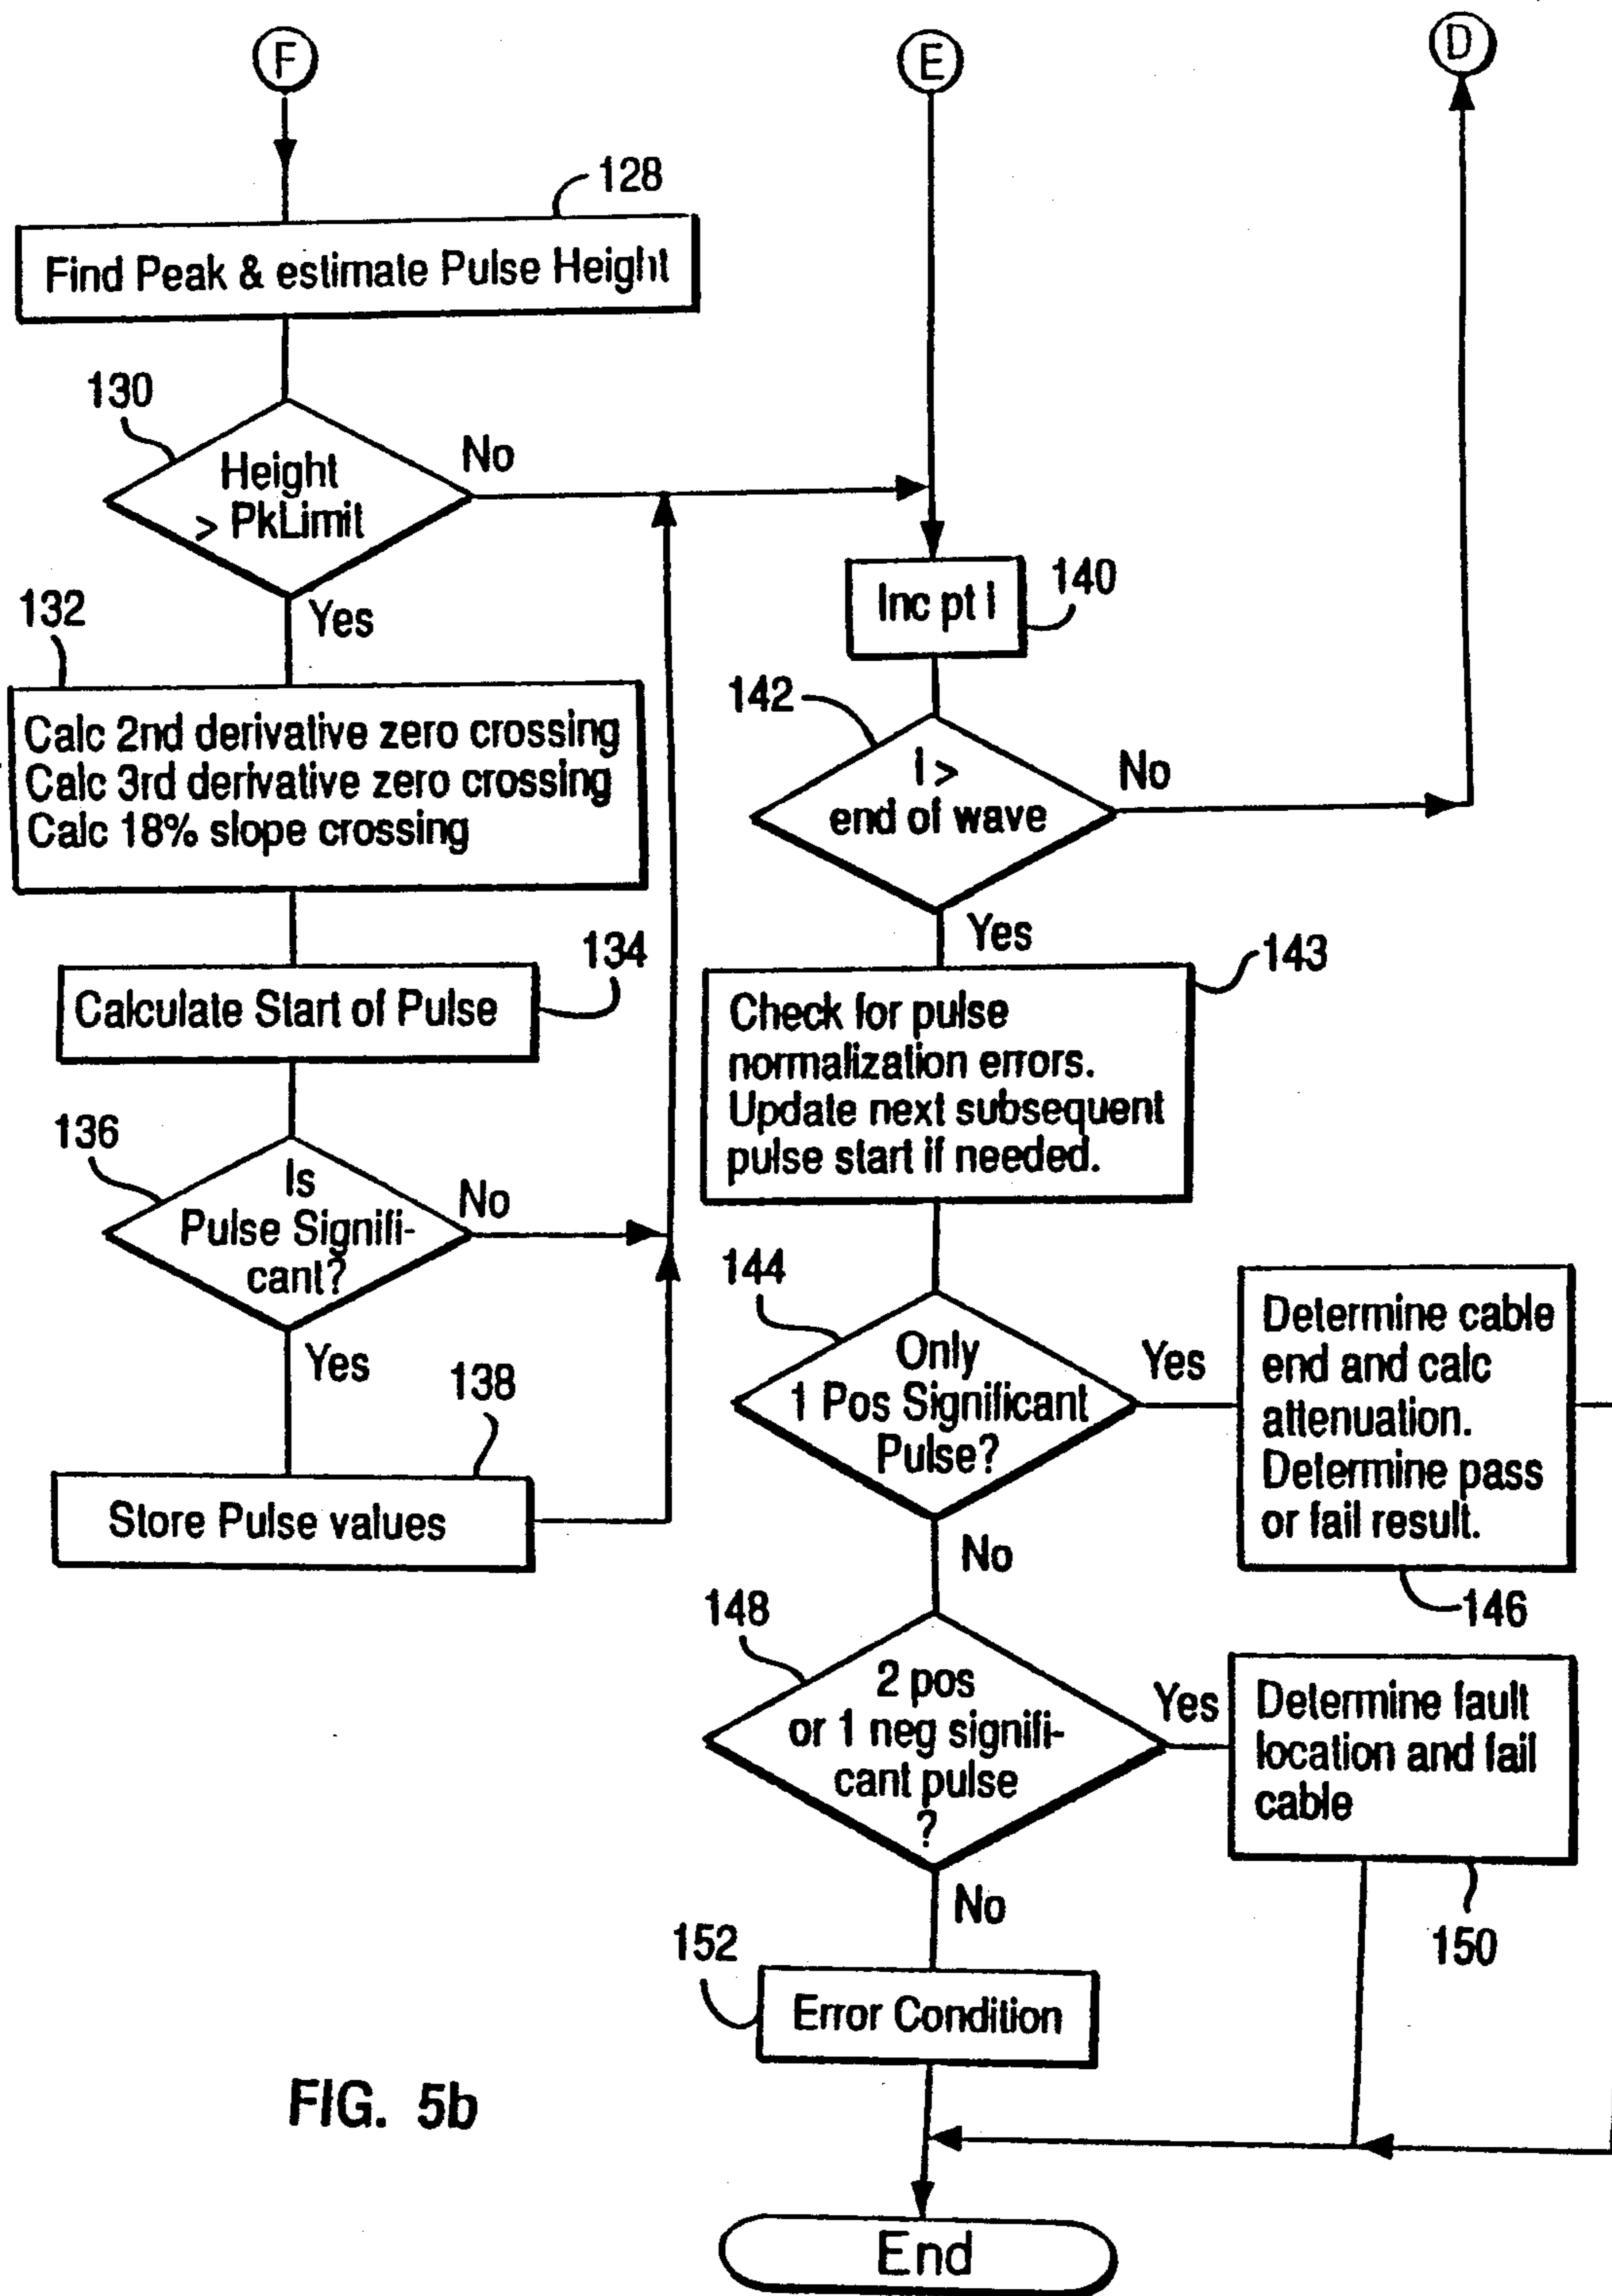 F
E
D
128
Find Peak & estimate Pulse Height
130
Height
> PkLimit
No
Yes
132
Calc 2nd derivative zero crossing
Calc 3rd derivative zero crossing
Calc 18% slope crossing
134
Calculate Start of Pulse
136
Is
Pulse Signifi-
cant?
No
Yes
138
Store Pulse values
Inc pt I
140
142
I >
end of wave
No
Yes
143
Check for pulse
normalization errors.
Update next subsequent
pulse start if needed.
144
Only
1 Pos Significant
Pulse?
Yes
No
Determine cable
end and calc
attenuation.
Determine pass
or fail result.
146
148
2 pos
or 1 neg signifi-
cant pulse
?
Yes
No
Determine fault
location and fail
cable
150
152
Error Condition
End
FIG. 5b